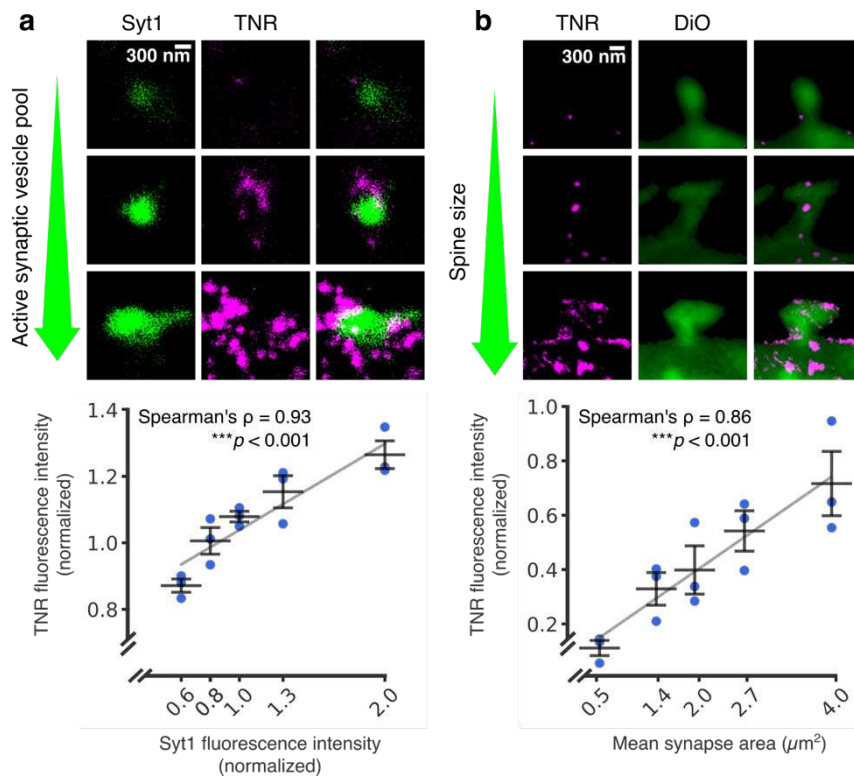 a
Syt1 TNR
300 nm
Active synaptic vesicle pool
Spearman's ρ = 0.93
***p < 0.001
TNR fluorescence intensity
(normalized)
1.4
1.2
1.0
0.8
0.6 0.8 1.0 1.3 2.0
Syt1 fluorescence intensity
(normalized)
b
TNR DiO
300 nm
Spine size
Spearman's ρ = 0.86
***p < 0.001
TNR fluorescence intensity
(normalized)
1.0
0.8
0.6
0.4
0.2
0.5 1.4 2.0 2.7 4.0
Mean synapse area (µm²)